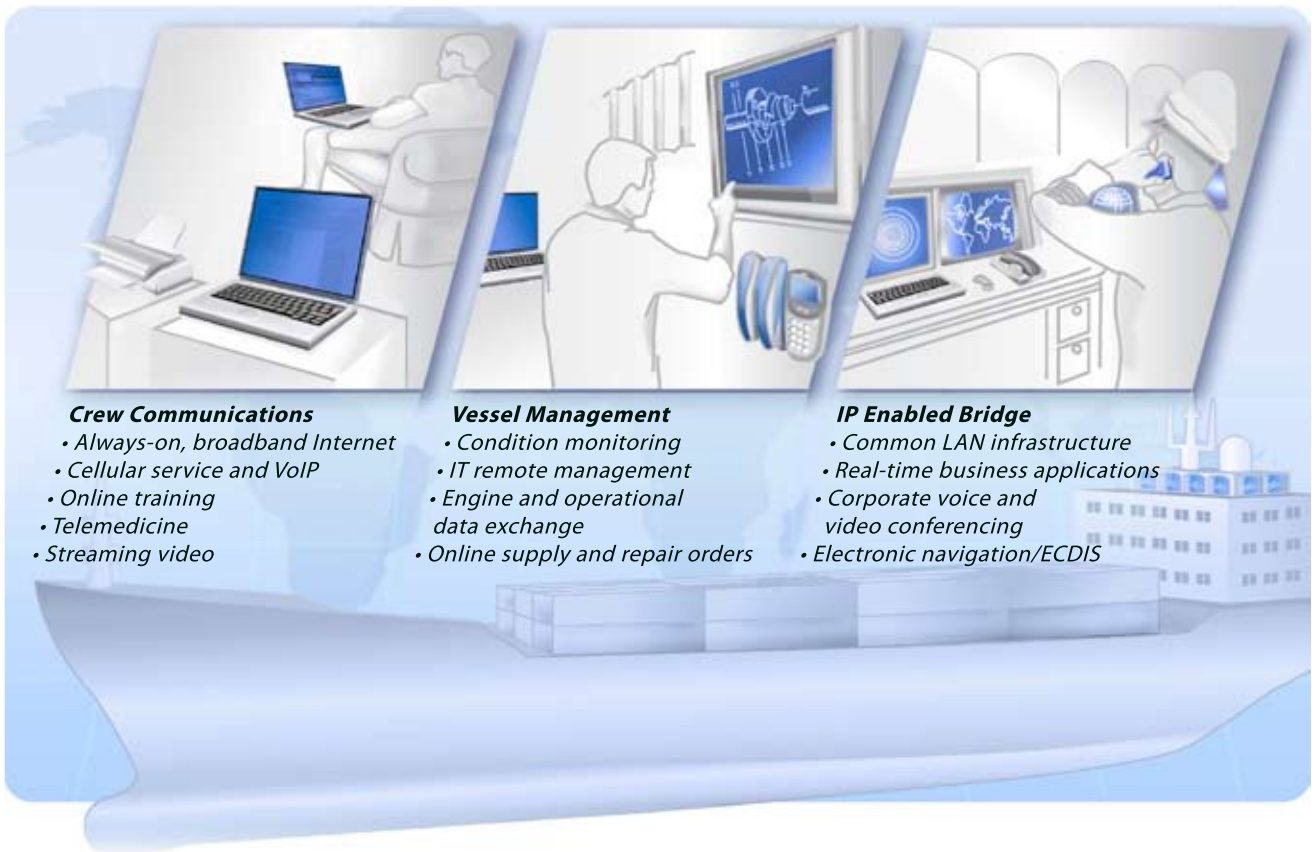 Crew Communications
• Always-on, broadband Internet
• Cellular service and VoIP
• Online training
• Telemedicine
• Streaming video
Vessel Management
• Condition monitoring
• IT remote management
• Engine and operational
data exchange
• Online supply and repair orders
IP Enabled Bridge
• Common LAN infrastructure
• Real-time business applications
• Corporate voice and
video conferencing
• Electronic navigation/ECDIS